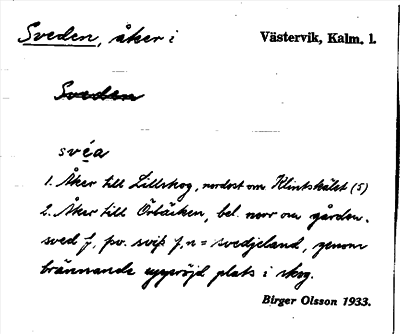 Sveden, åker i
Västervik, Kalm. l.
Sveden
svéa
1. Åker till Lillskog, nordost om Klintskälet (5)
2. Åker till Örbäcken, bel. norr om gården.
sved f, pv. svip f, n = svedjeland, genom
brännande uppröjd plats i skog.
Birger Olsson 1933.